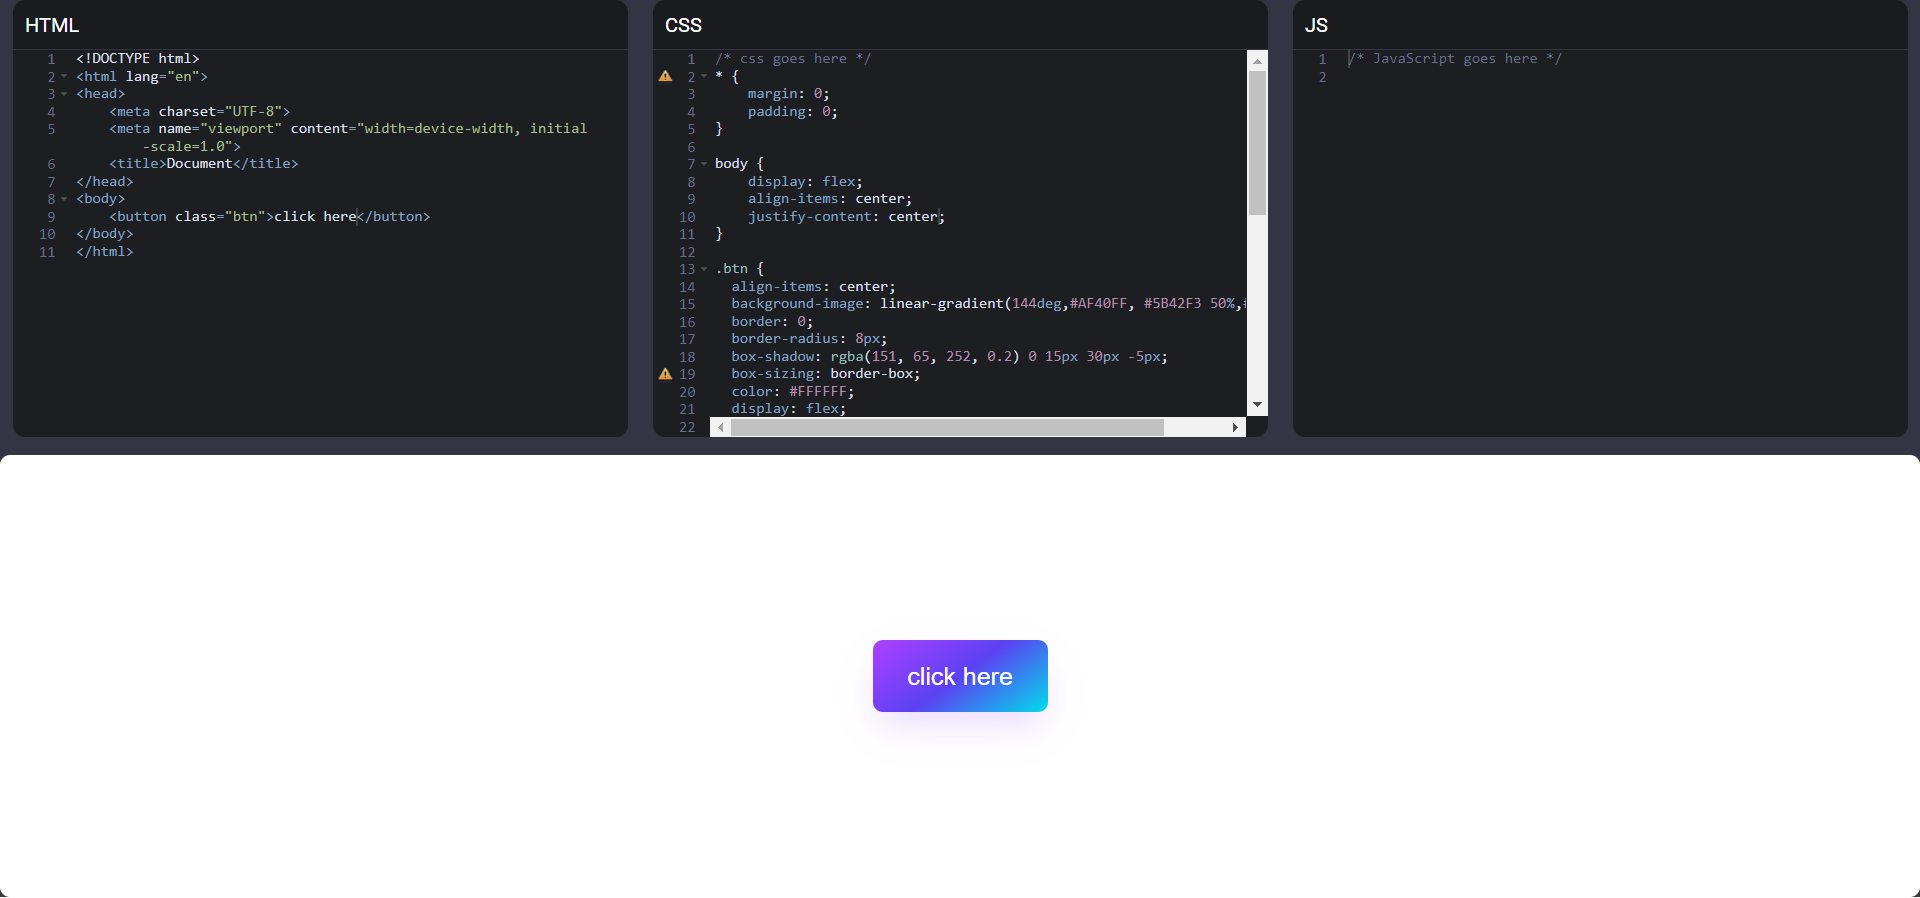 HTML
1 <!DOCTYPE html>
2 <html lang="en">
3 <head>
4 <meta charset="UTF-8">
5 <meta name="viewport" content="width=device-width, initial
-scale=1.0">
6 <title>Document</title>
7 </head>
8 <body>
9 <button class="btn">click here</button>
10 </body>
11 </html>
CSS
1 /* css goes here */
2 * {
3 margin: 0;
4 padding: 0;
5 }
6
7 body {
8 display: flex;
9 align-items: center;
10 justify-content: center;
11 }
12
13 .btn {
14 align-items: center;
15 background-image: linear-gradient(144deg,#AF40FF, #5B42F3 50%,#
16 border: 0;
17 border-radius: 8px;
18 box-shadow: rgba(151, 65, 252, 0.2) 0 15px 30px -5px;
19 box-sizing: border-box;
20 color: #FFFFFF;
21 display: flex;
22
JS
1 /* JavaScript goes here */
2
click here